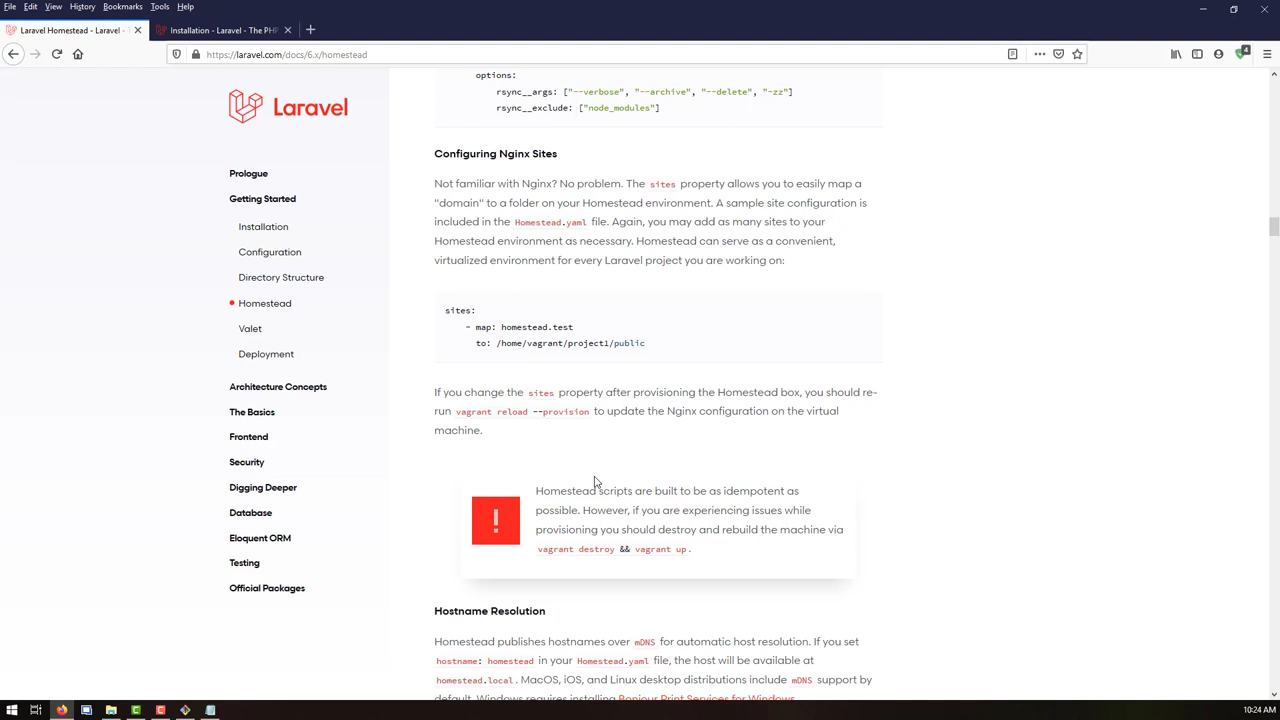 File Edit View History Bookmarks Tools Help
Laravel Homestead - Laravel - T
Installation - Laravel - The PHP
https://laravel.com/docs/6.x/homestead
4
Laravel
Prologue
Getting Started
Installation
Configuration
Directory Structure
Homestead
Valet
Deployment
Architecture Concepts
The Basics
Frontend
Security
Digging Deeper
Database
Eloquent ORM
Testing
Official Packages
options:
rsync__args: ["--verbose", "--archive", "--delete", "-zz"]
rsync__exclude: ["node_modules"]
Configuring Nginx Sites
Not familiar with Nginx? No problem. The sites property allows you to easily map a
"domain" to a folder on your Homestead environment. A sample site configuration is
included in the Homestead.yaml file. Again, you may add as many sites to your
Homestead environment as necessary. Homestead can serve as a convenient,
virtualized environment for every Laravel project you are working on:
sites:
- map: homestead.test
to: /home/vagrant/project1/public
If you change the sites property after provisioning the Homestead box, you should re-
run vagrant reload --provision to update the Nginx configuration on the virtual
machine.
!
Homestead scripts are built to be as idempotent as
possible. However, if you are experiencing issues while
provisioning you should destroy and rebuild the machine via
vagrant destroy && vagrant up.
Hostname Resolution
Homestead publishes hostnames over mDNS for automatic host resolution. If you set
hostname: homestead in your Homestead.yaml file, the host will be available at
homestead.local. MacOS, iOS, and Linux desktop distributions include mDNS support by
default. Windows requires installing Bonjour Print Services for Windows.
10:24 AM